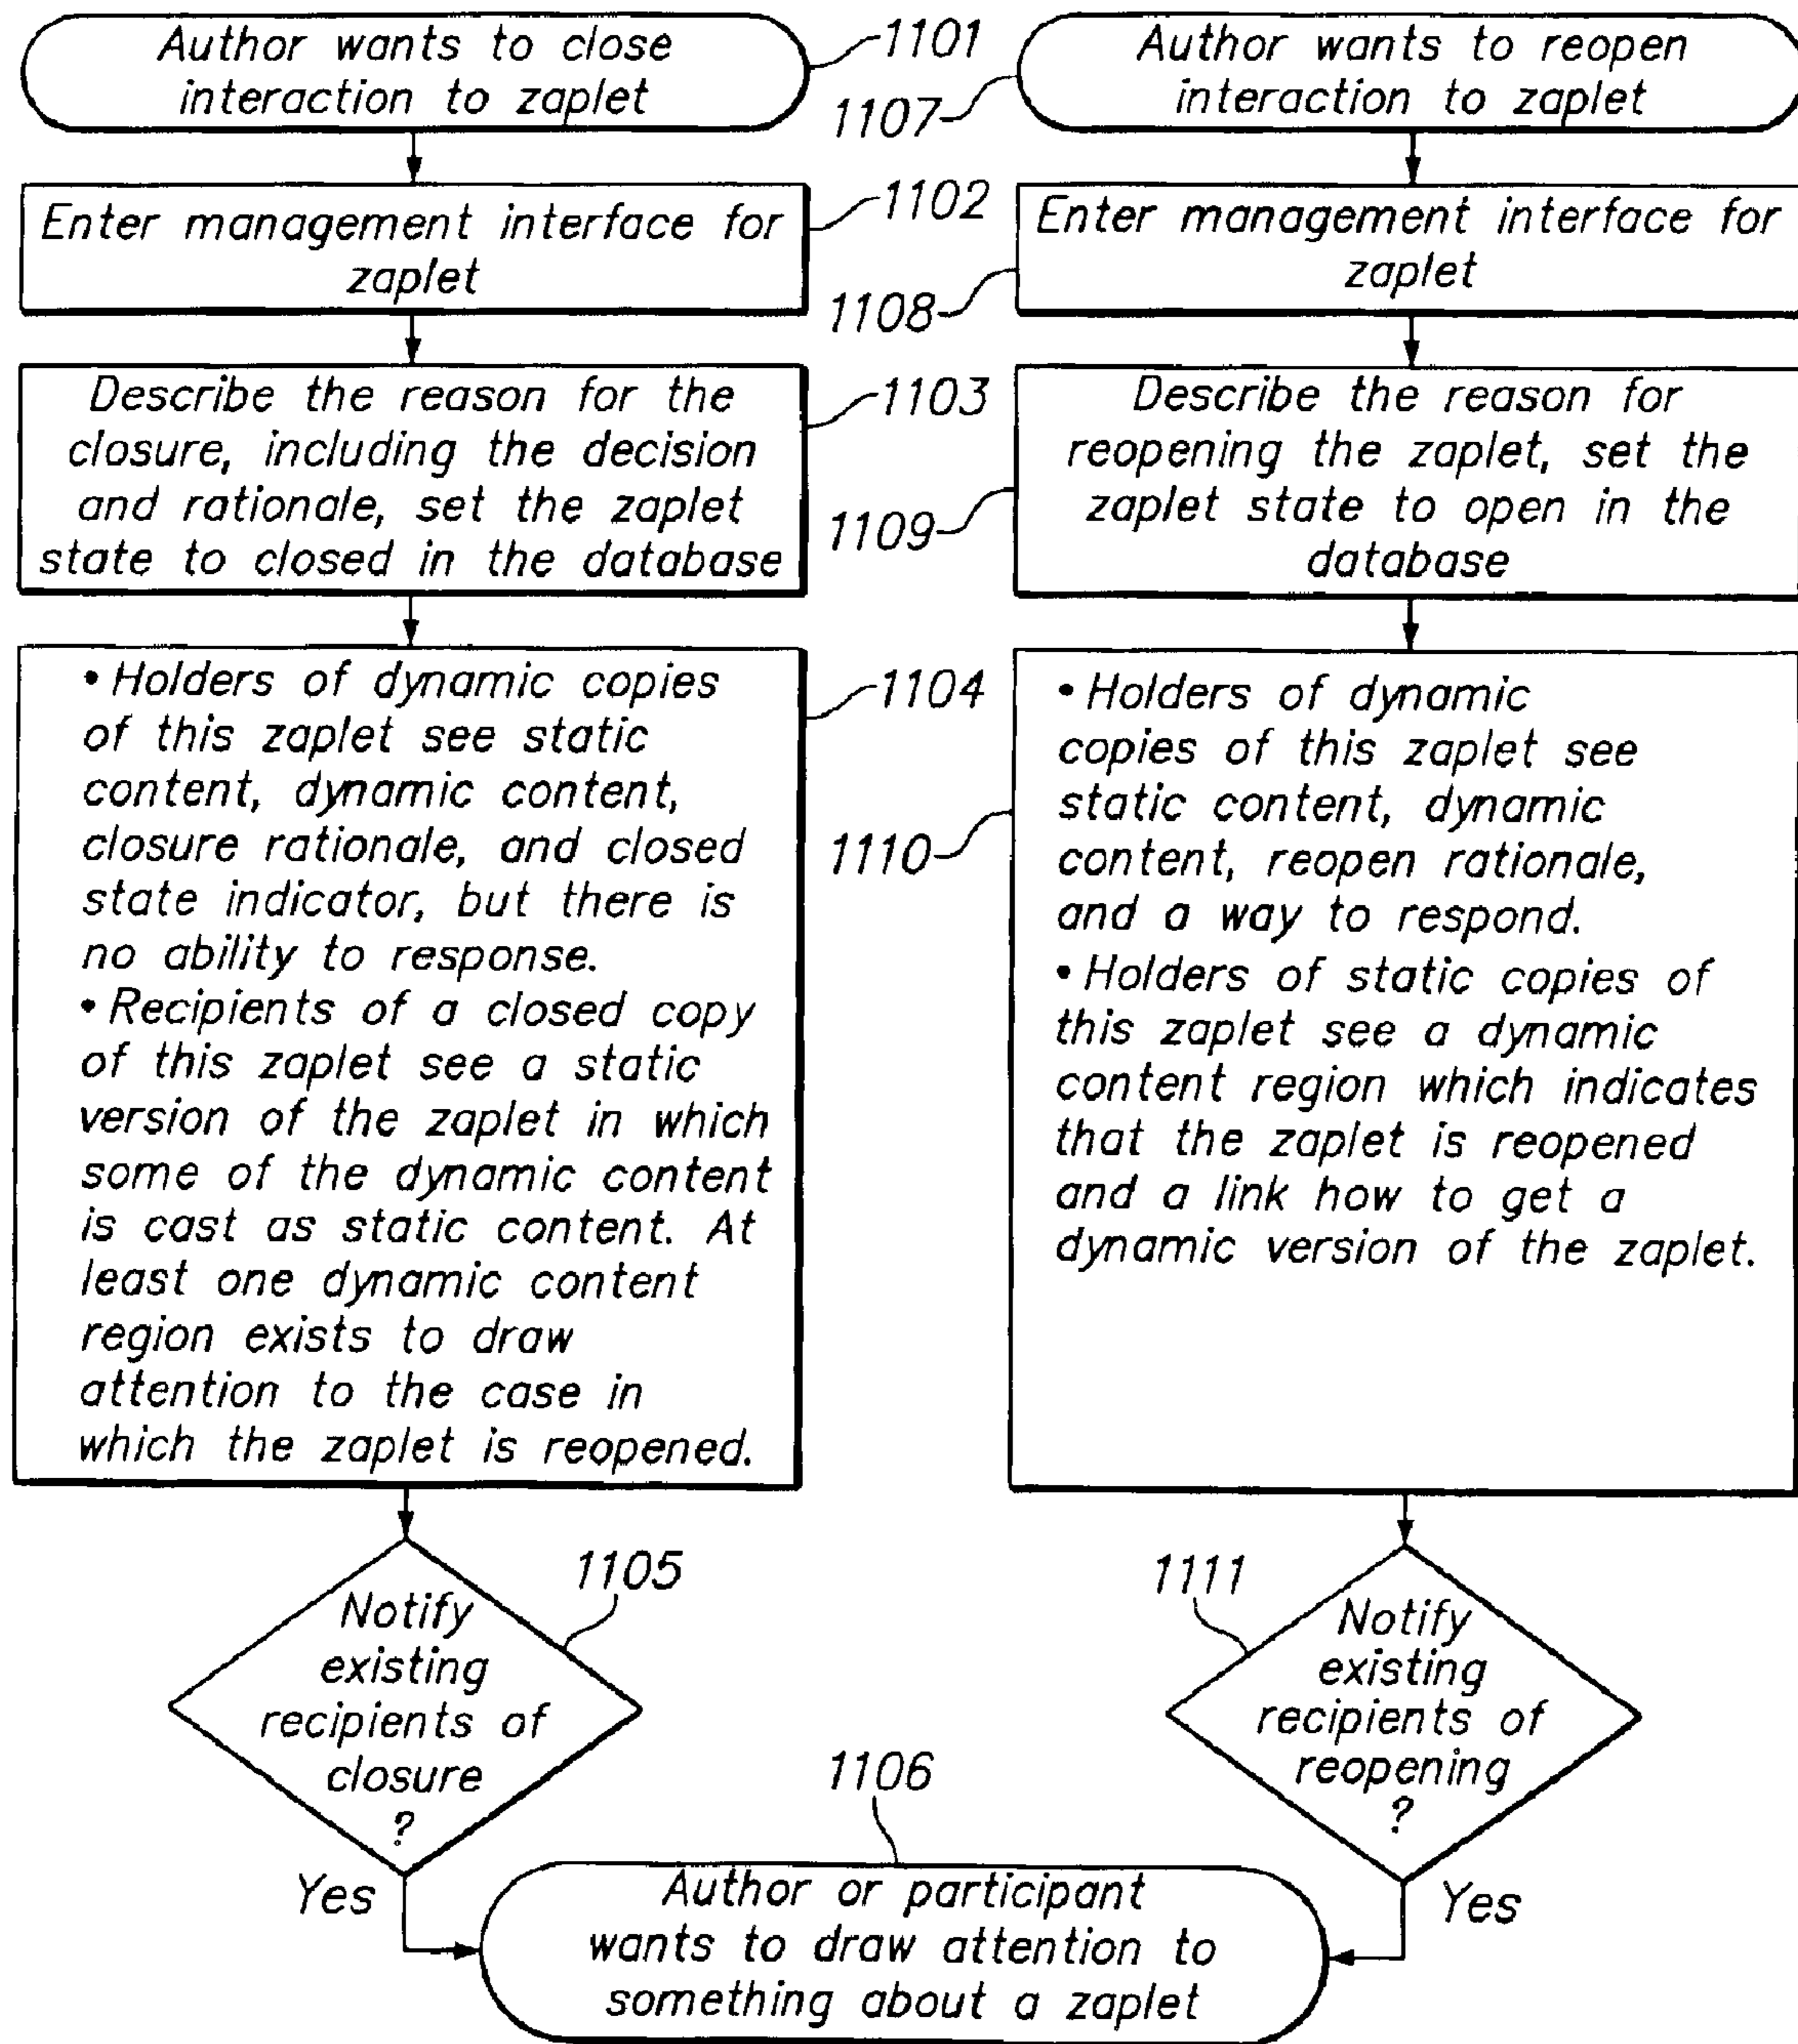 Author wants to close
interaction to zaplet
1101
Enter management interface for
zaplet
1102
Describe the reason for the
closure, including the decision
and rationale, set the zaplet
state to closed in the database
1103
• Holders of dynamic copies
of this zaplet see static
content, dynamic content,
closure rationale, and closed
state indicator, but there is
no ability to response.
• Recipients of a closed copy
of this zaplet see a static
version of the zaplet in which
some of the dynamic content
is cast as static content. At
least one dynamic content
region exists to draw
attention to the case in
which the zaplet is reopened.
1104
Notify
existing
recipients of
closure
?
1105
Yes
Author wants to reopen
interaction to zaplet
1107
Enter management interface for
zaplet
1108
Describe the reason for
reopening the zaplet, set the
zaplet state to open in the
database
1109
• Holders of dynamic
copies of this zaplet see
static content, dynamic
content, reopen rationale,
and a way to respond.
• Holders of static copies of
this zaplet see a dynamic
content region which indicates
that the zaplet is reopened
and a link how to get a
dynamic version of the zaplet.
1110
Notify
existing
recipients of
reopening
?
1111
Yes
1106
Author or participant
wants to draw attention to
something about a zaplet